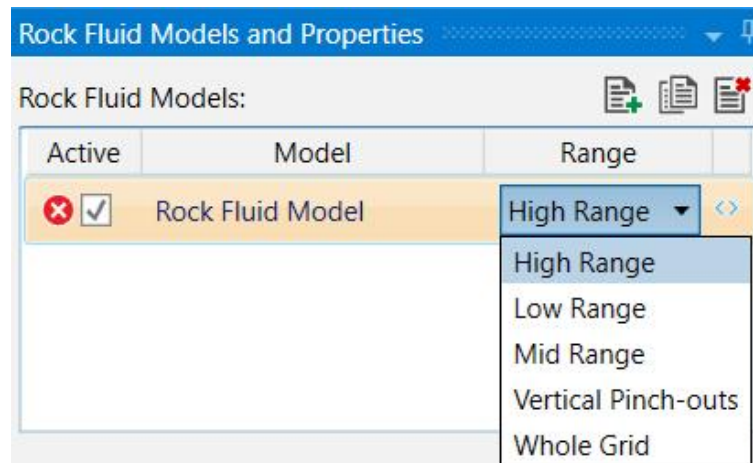 Rock Fluid Models and Properties
Rock Fluid Models:
Active Model Range
Rock Fluid Model High Range
High Range
Low Range
Mid Range
Vertical Pinch-outs
Whole Grid